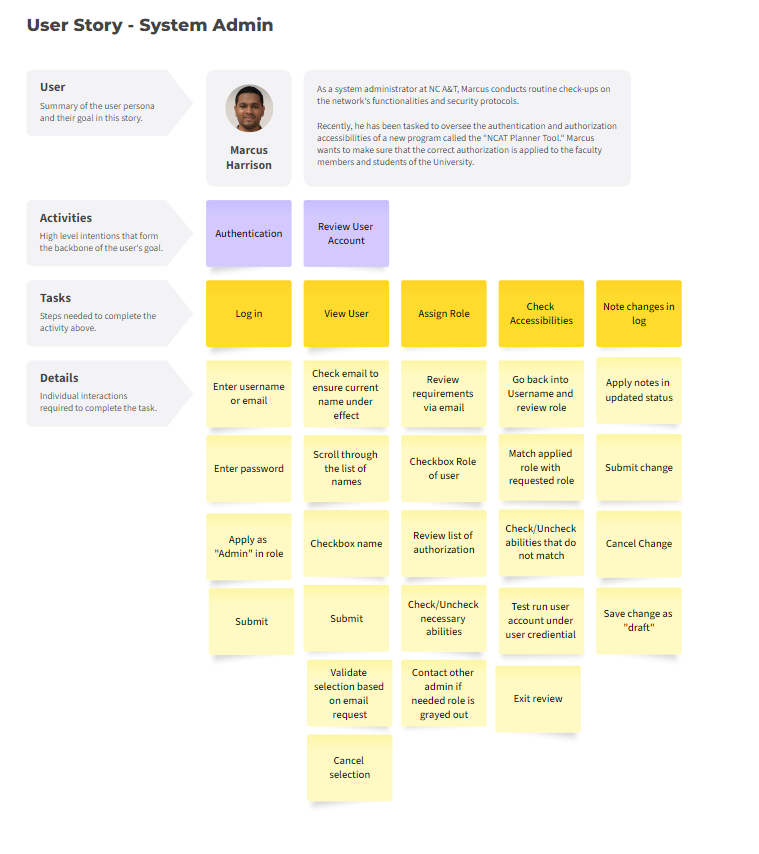 User Story - System Admin
User
Summary of the user persona
and their goal in this story.
Marcus
Harrison
As a system administrator at NC A&T, Marcus conducts routine check-ups on
the network's functionalities and security protocols.
Recently, he has been tasked to oversee the authentication and authorization
accessibilities of a new program called the "NCAT Planner Tool." Marcus
wants to make sure that the correct authorization is applied to the faculty
members and students of the University.
Activities
High level intentions that form
the backbone of the user's goal.
Authentication
Review User
Account
Tasks
Steps needed to complete the
activity above.
Log in
View User
Assign Role
Check
Accessibilities
Note changes in
log
Details
Individual interactions
required to complete the task.
Enter username
or email
Check email to
ensure current
name under
effect
Review
requirements
via email
Go back into
Username and
review role
Apply notes in
updated status
Enter password
Scroll through
the list of
names
Checkbox Role
of user
Match applied
role with
requested role
Submit change
Apply as
"Admin" in role
Checkbox name
Review list of
authorization
Check/Uncheck
abilities that do
not match
Cancel Change
Submit
Submit
Check/Uncheck
necessary
abilities
Test run user
account under
user crediential
Save change as
"draft"
Validate
selection based
on email
request
Contact other
admin if
needed role is
grayed out
Exit review
Cancel
selection